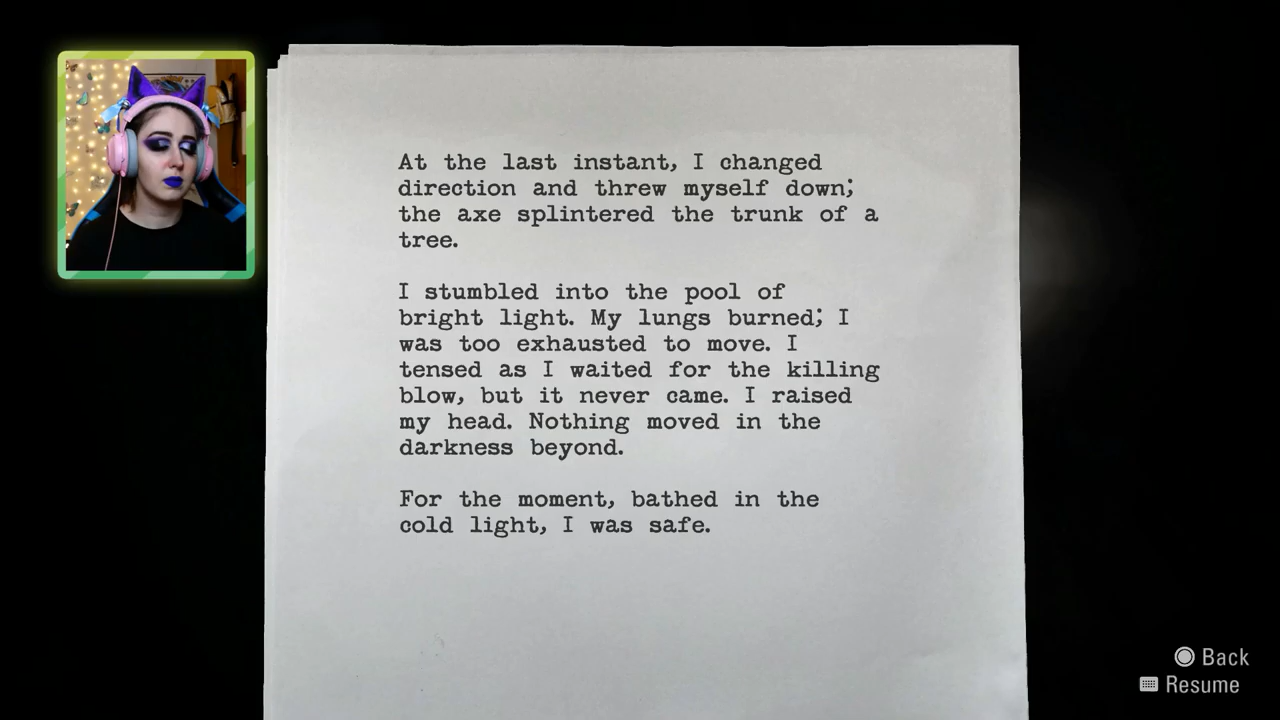 At the last instant, I changed
direction and threw myself down;
the axe splintered the trunk of a
tree.
I stumbled into the pool of
bright light. My lungs burned; I
was too exhausted to move. I
tensed as I waited for the killing
blow, but it never came. I raised
my head. Nothing moved in the
darkness beyond.
For the moment, bathed in the
cold light, I was safe.
Back
Resume